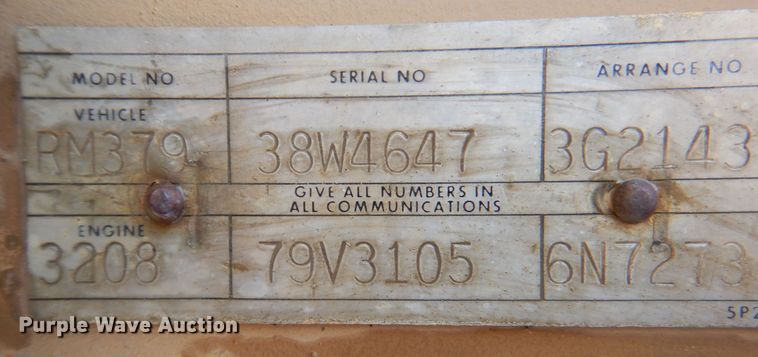 MODEL NO. SERIAL NO ARRANGE NO
VEHICLE
RM379 38W4647 3G2143
GIVE ALL NUMBERS IN
ALL COMMUNICATIONS
ENGINE
3208 79V3105 6N7273
5P2
Purple Wave Auction